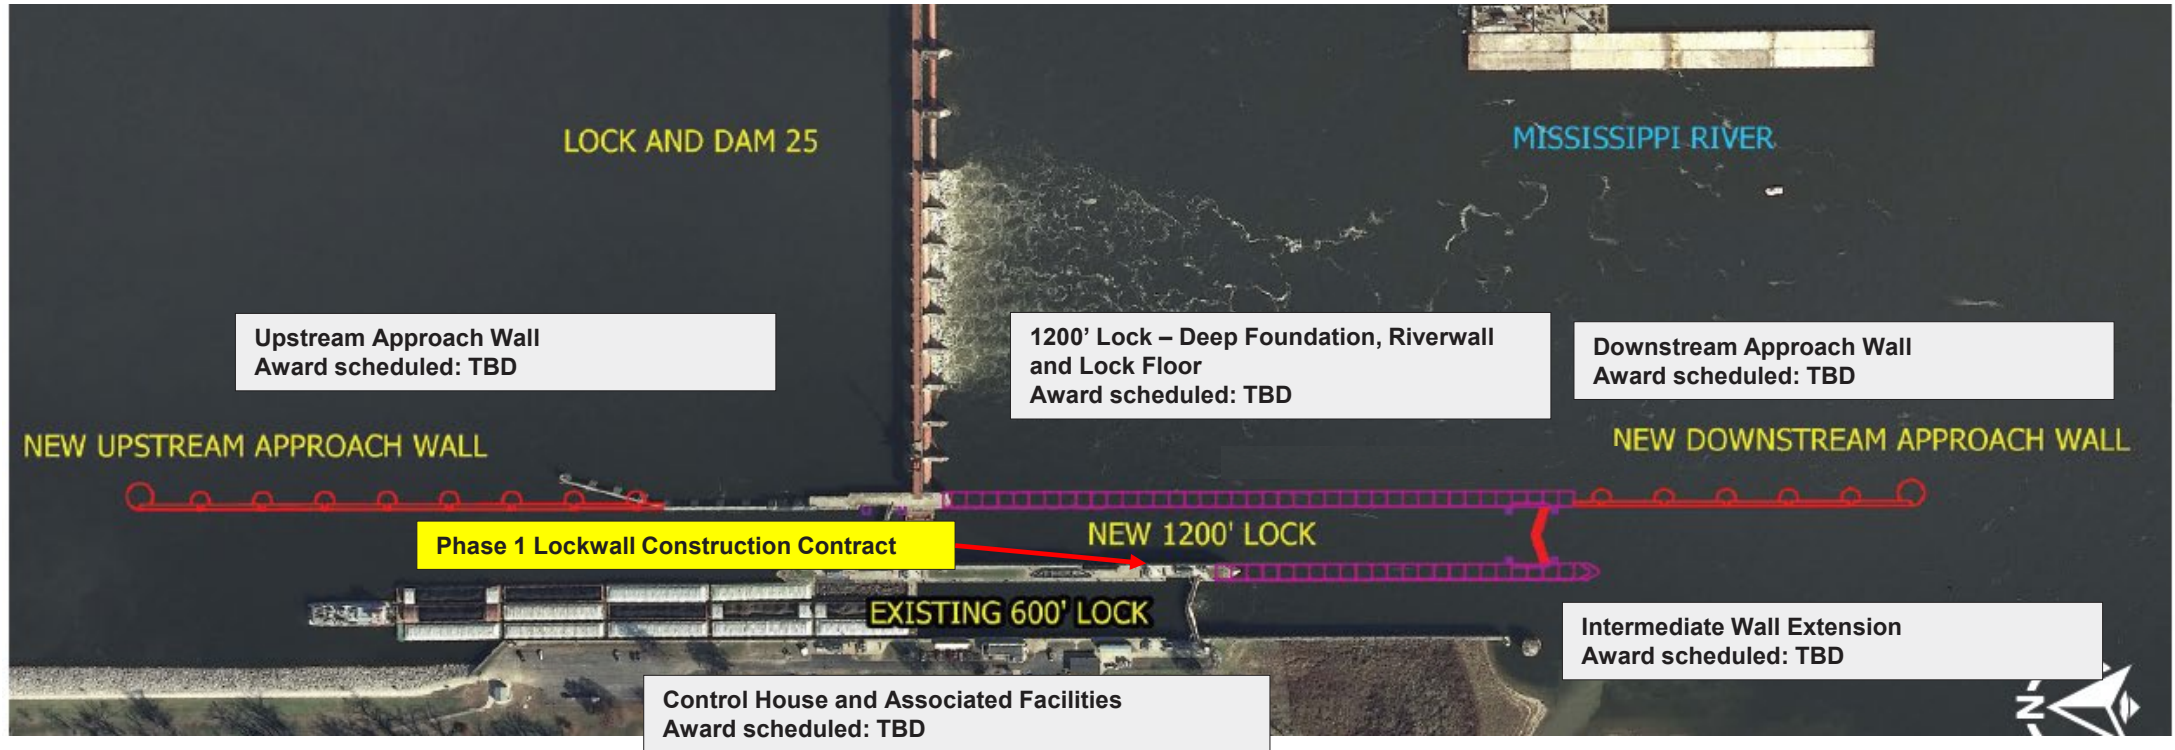 LOCK AND DAM 25
MISSISSIPPI RIVER
Upstream Approach Wall
Award scheduled: TBD
1200’ Lock – Deep Foundation, Riverwall
and Lock Floor
Award scheduled: TBD
Downstream Approach Wall
Award scheduled: TBD
NEW UPSTREAM APPROACH WALL
NEW DOWNSTREAM APPROACH WALL
Phase 1 Lockwall Construction Contract
NEW 1200' LOCK
EXISTING 600' LOCK
Intermediate Wall Extension
Award scheduled: TBD
Control House and Associated Facilities
Award scheduled: TBD
N